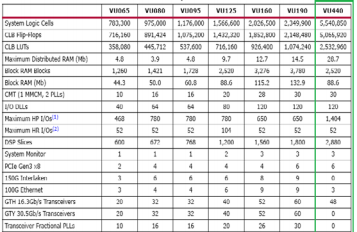 VU065 VU080 VU095 VU125 VU160 VU190 VU440
System Logic Cells 783,300 975,000 1,176,000 1,566,600 2,026,500 2,349,900 5,540,850
CLB Flip-Flops 716,160 891,424 1,075,200 1,432,320 1,852,800 2,148,480 5,065,920
CLB LUTs 358,080 445,712 537,600 716,160 926,400 1,074,240 2,532,960
Maximum Distributed RAM (Mb) 4.8 3.9 4.8 9.7 12.7 14.5 28.7
Block RAM Blocks 1,260 1,421 1,728 2,520 3,276 3,780 2,520
Block RAM (Mb) 44.3 50.0 60.8 88.6 115.2 132.9 88.6
CMT (1 MMCM, 2 PLLs) 10 16 16 20 28 30 30
I/O DLLs 40 64 64 80 120 120 120
Maximum HP I/Os(1) 468 780 780 780 650 650 1,404
Maximum HR I/Os(2) 52 52 52 104 52 52 52
DSP Slices 600 672 768 1,200 1,560 1,800 2,880
System Monitor 1 1 1 2 3 3 3
PCIe Gen3 x8 2 4 4 4 4 6 6
150G Interlaken 3 6 6 6 8 9 0
100G Ethernet 3 4 4 6 9 9 3
GTH 16.3Gb/s Transceivers 20 32 32 40 52 60 48
GTY 30.5Gb/s Transceivers 20 32 32 40 52 60 0
Transceiver Fractional PLLs 10 16 16 20 26 30 0